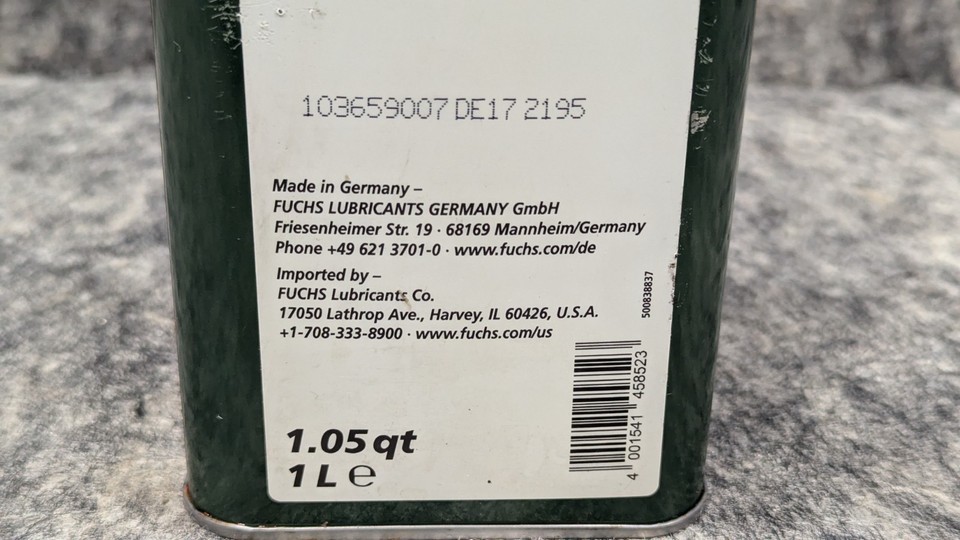 103659007 DE17 2195
Made in Germany –
FUCHS LUBRICANTS GERMANY GmbH
Friesenheimer Str. 19 · 68169 Mannheim/Germany
Phone +49 621 3701-0 · www.fuchs.com/de
Imported by –
FUCHS Lubricants Co.
17050 Lathrop Ave., Harvey, IL 60426, U.S.A.
+1-708-333-8900 · www.fuchs.com/us
500838837
4 001541 458523
1.05 qt
1 L ℮